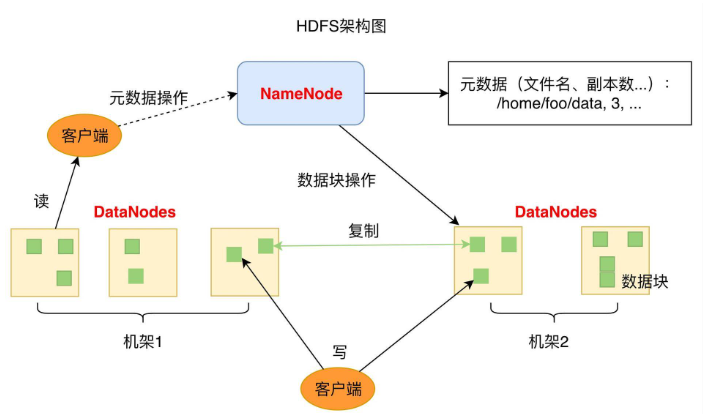 HDFS架构图
元数据操作
NameNode
元数据（文件名、副本数...）:
/home/foo/data, 3, ...
客户端
数据块操作
读
DataNodes
DataNodes
复制
数据块
机架1
写
机架2
客户端